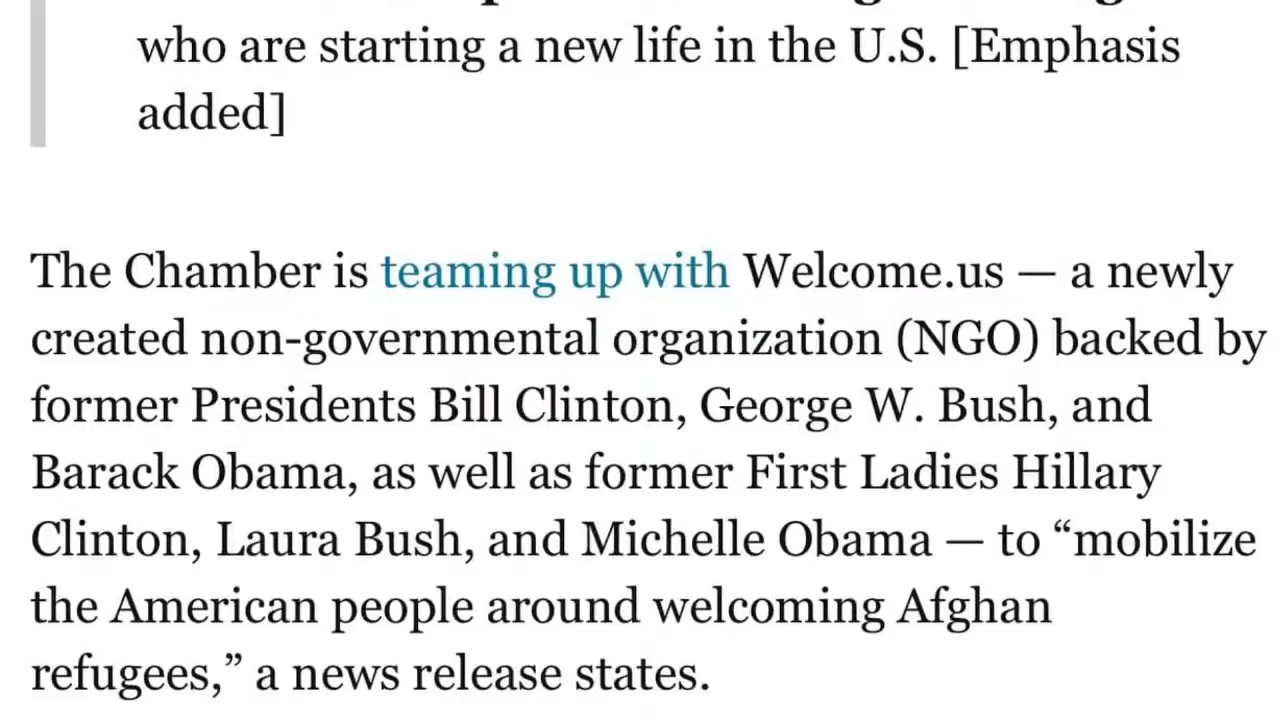 who are starting a new life in the U.S. [Emphasis
added]
The Chamber is teaming up with Welcome.us — a newly
created non-governmental organization (NGO) backed by
former Presidents Bill Clinton, George W. Bush, and
Barack Obama, as well as former First Ladies Hillary
Clinton, Laura Bush, and Michelle Obama — to “mobilize
the American people around welcoming Afghan
refugees,” a news release states.